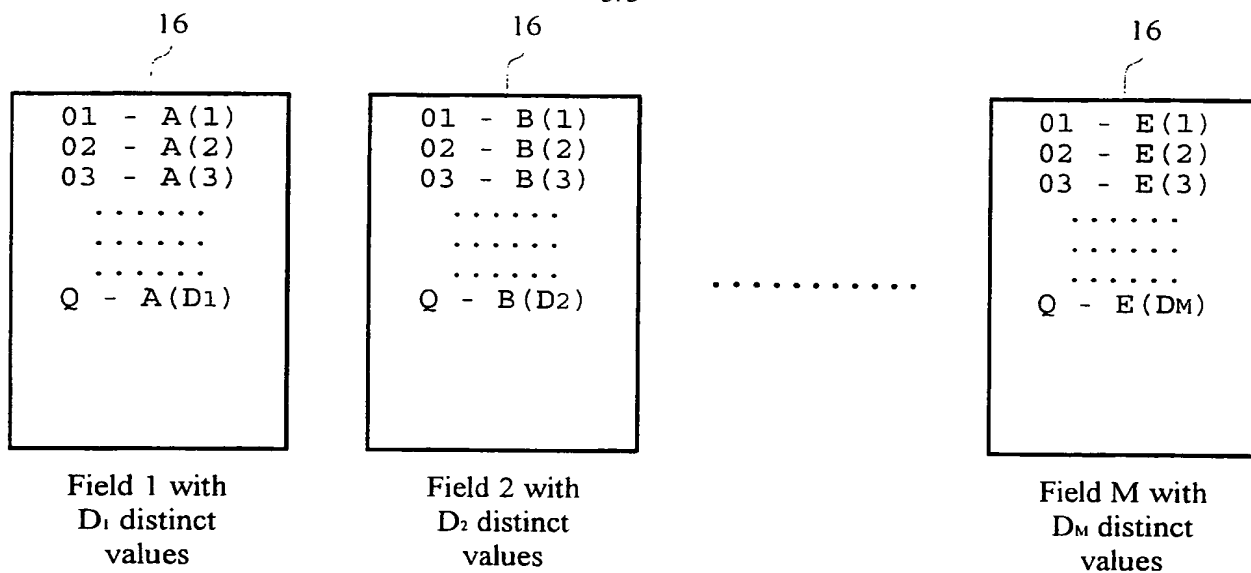 16
01 - A(1)
02 - A(2)
03 - A(3)
. . . . . .
. . . . . .
. . . . . .
Q - A(D1)
Field 1 with
D₁ distinct
values
16
01 - B(1)
02 - B(2)
03 - B(3)
. . . . . .
. . . . . .
. . . . . .
Q - B(D2)
Field 2 with
D₂ distinct
values
. . . . . . . . . . .
16
01 - E(1)
02 - E(2)
03 - E(3)
. . . . . .
. . . . . .
. . . . . .
Q - E(DM)
Field M with
DM distinct
values